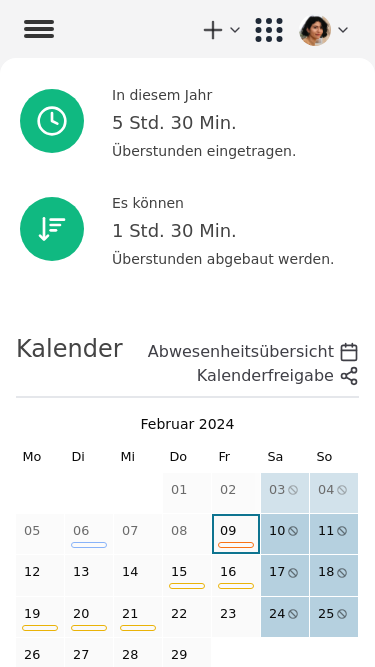 In diesem Jahr
5 Std. 30 Min.
Überstunden eingetragen.
Es können
1 Std. 30 Min.
Überstunden abgebaut werden.
Kalender
Abwesenheitsübersicht
Kalenderfreigabe
Februar 2024
Mo Di Mi Do Fr Sa So
01 02 03 04
05 06 07 08 09 10 11
12 13 14 15 16 17 18
19 20 21 22 23 24 25
26 27 28 29